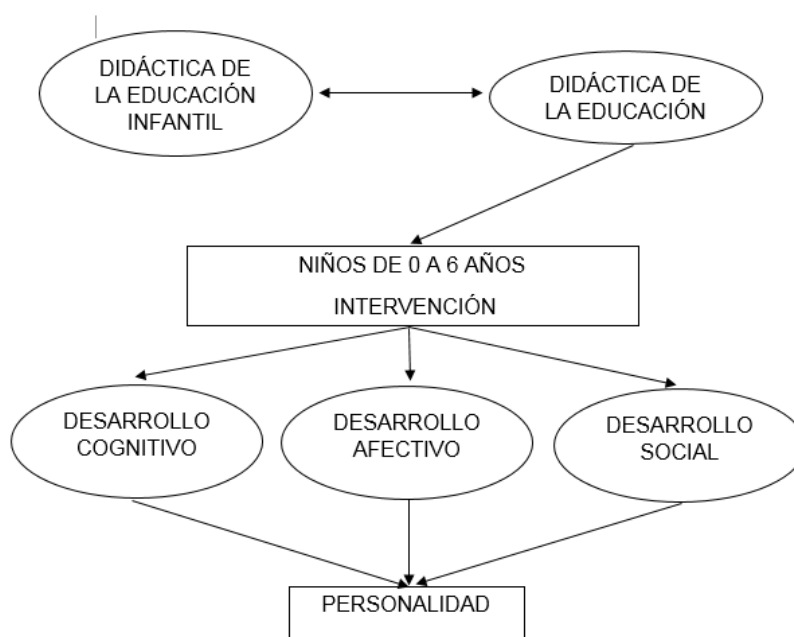 DIDÁCTICA DE
LA EDUCACIÓN
INFANTIL
DIDÁCTICA DE
LA EDUCACIÓN
NIÑOS DE 0 A 6 AÑOS
INTERVENCIÓN
DESARROLLO
COGNITIVO
DESARROLLO
AFECTIVO
DESARROLLO
SOCIAL
PERSONALIDAD